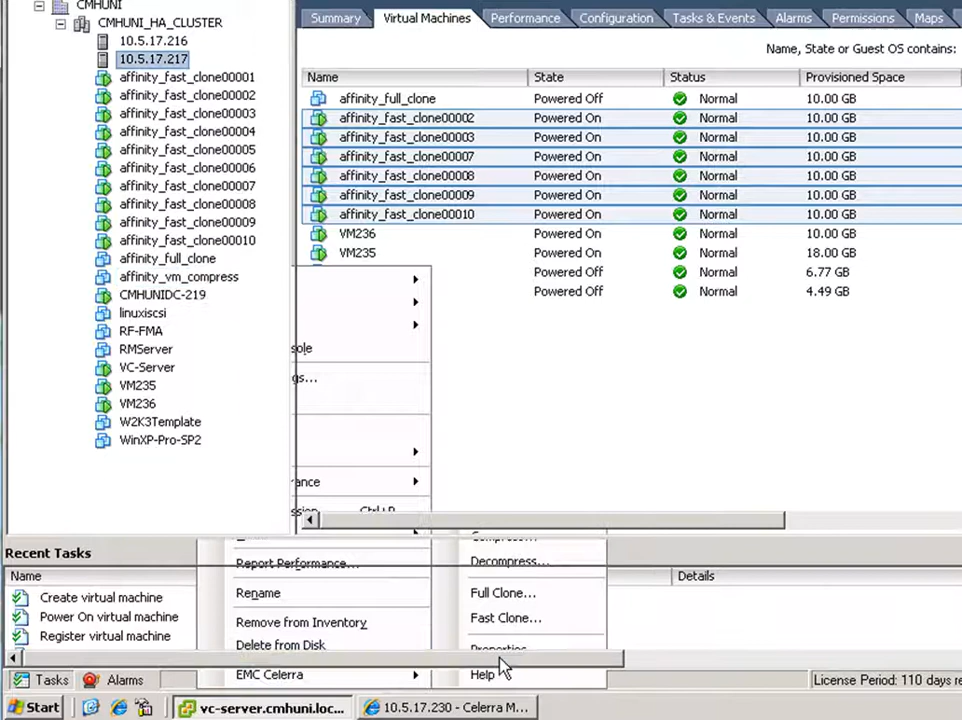 CMHUNI
CMHUNI_HA_CLUSTER
10.5.17.216
10.5.17.217
affinity_fast_clone00001
affinity_fast_clone00002
affinity_fast_clone00003
affinity_fast_clone00004
affinity_fast_clone00005
affinity_fast_clone00006
affinity_fast_clone00007
affinity_fast_clone00008
affinity_fast_clone00009
affinity_fast_clone00010
affinity_full_clone
affinity_vm_compress
CMHUNIDC-219
linuxiscsi
RF-FMA
RMServer
VC-Server
VM235
VM236
W2K3Template
WinXP-Pro-SP2
Summary Virtual Machines Performance Configuration Tasks & Events Alarms Permissions Maps
Name, State or Guest OS contains:
Name State Status Provisioned Space
affinity_full_clone Powered Off Normal 10.00 GB
affinity_fast_clone00002 Powered On Normal 10.00 GB
affinity_fast_clone00003 Powered On Normal 10.00 GB
affinity_fast_clone00007 Powered On Normal 10.00 GB
affinity_fast_clone00008 Powered On Normal 10.00 GB
affinity_fast_clone00009 Powered On Normal 10.00 GB
affinity_fast_clone00010 Powered On Normal 10.00 GB
VM236 Powered On Normal 10.00 GB
VM235 Powered On Normal 18.00 GB
Powered Off Normal 6.77 GB
Powered Off Normal 4.49 GB
sole
gs...
rance
ssion Ctrl+P
Recent Tasks
Name Details
Create virtual machine
Power On virtual machine
Register virtual machine
Report Performance...
Rename
Remove from Inventory
Delete from Disk
EMC Celerra
Compress...
Decompress...
Full Clone...
Fast Clone...
Properties
Help
Tasks Alarms License Period: 110 days re
Start vc-server.cmhuni.loc... 10.5.17.230 - Celerra M...